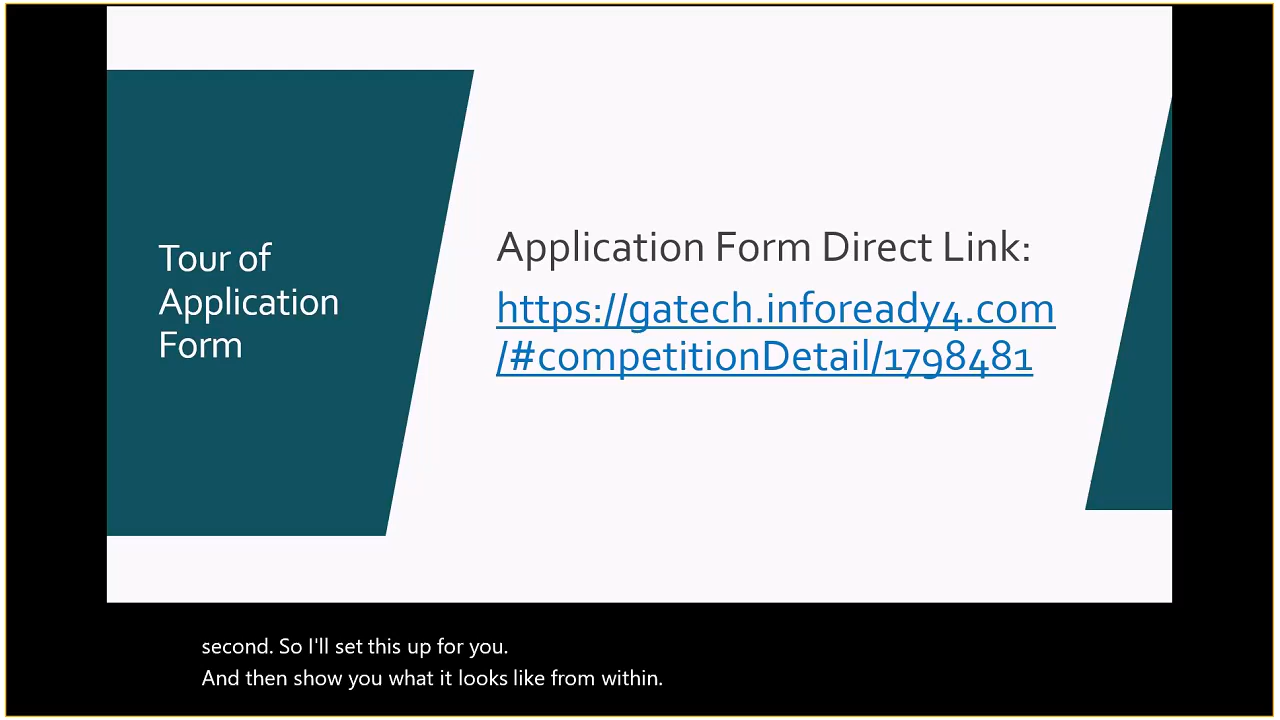 Tour of
Application
Form
Application Form Direct Link:
https://gatech.infoready4.com
/#competitionDetail/1798481
second. So I'll set this up for you.
And then show you what it looks like from within.